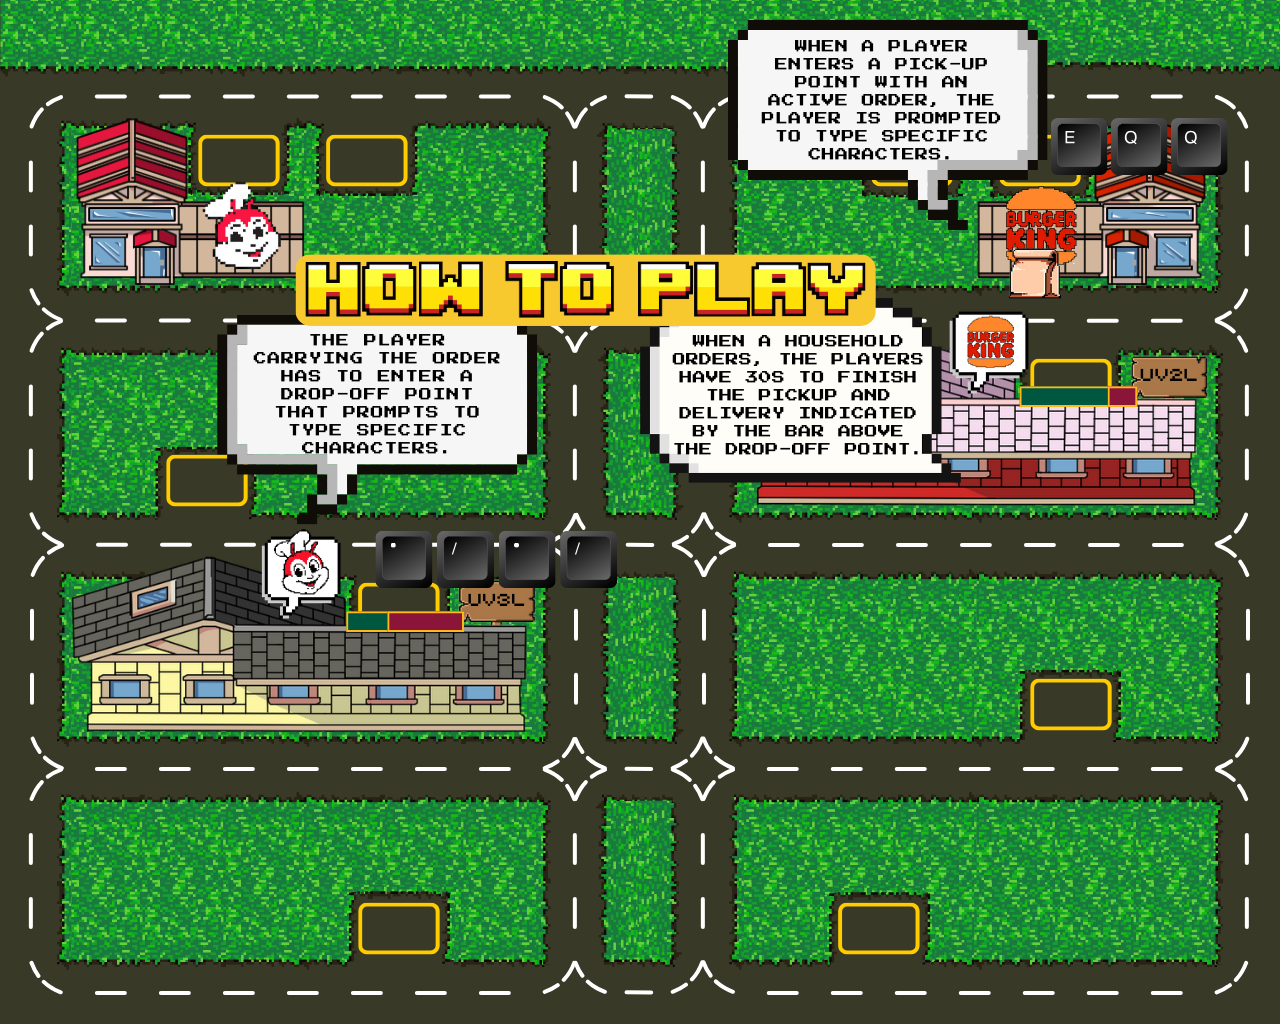 WHEN A PLAYER
ENTERS A PICK-UP
POINT WITH AN
ACTIVE ORDER, THE
PLAYER IS PROMPTED
TO TYPE SPECIFIC
CHARACTERS.
E Q Q
BURGER
KING
HOW TO PLAY
THE PLAYER
CARRYING THE ORDER
HAS TO ENTER A
DROP-OFF POINT
THAT PROMPTS TO
TYPE SPECIFIC
CHARACTERS.
WHEN A HOUSEHOLD
ORDERS, THE PLAYERS
HAVE 30S TO FINISH
THE PICKUP AND
DELIVERY INDICATED
BY THE BAR ABOVE
THE DROP-OFF POINT.
BURGER
KING
UV2L
. / . /
UV3L